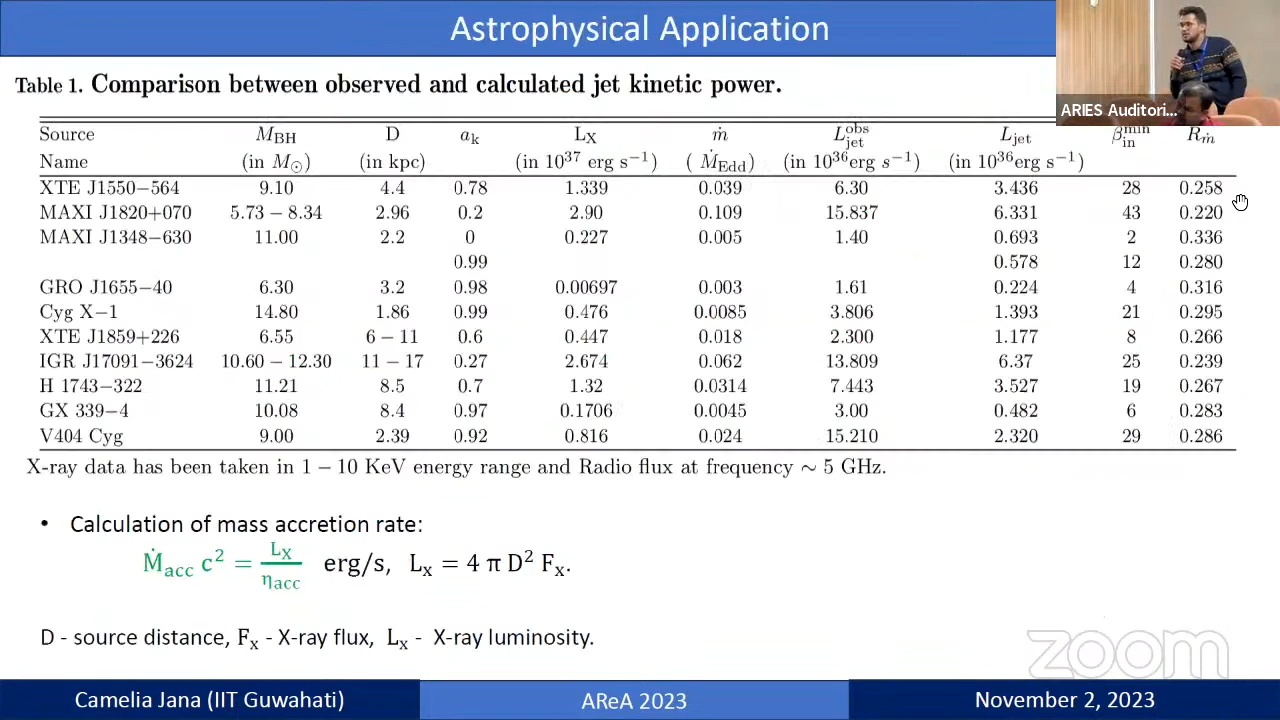 Astrophysical Application
ARIES Auditori...
Table 1. Comparison between observed and calculated jet kinetic power.
Source M_BH D a_k L_X ṁ L_jet^obs L_jet β_in^min R_ṁ
Name (in M_⊙) (in kpc) (in 10^37 erg s^−1) (Ṁ_Edd) (in 10^36 erg s^−1) (in 10^36 erg s^−1)
XTE J1550−564 9.10 4.4 0.78 1.339 0.039 6.30 3.436 28 0.258
MAXI J1820+070 5.73 − 8.34 2.96 0.2 2.90 0.109 15.837 6.331 43 0.220
MAXI J1348−630 11.00 2.2 0 0.227 0.005 1.40 0.693 2 0.336
0.99 0.578 12 0.280
GRO J1655−40 6.30 3.2 0.98 0.00697 0.003 1.61 0.224 4 0.316
Cyg X−1 14.80 1.86 0.99 0.476 0.0085 3.806 1.393 21 0.295
XTE J1859+226 6.55 6 − 11 0.6 0.447 0.018 2.300 1.177 8 0.266
IGR J17091−3624 10.60 − 12.30 11 − 17 0.27 2.674 0.062 13.809 6.37 25 0.239
H 1743−322 11.21 8.5 0.7 1.32 0.0314 7.443 3.527 19 0.267
GX 339−4 10.08 8.4 0.97 0.1706 0.0045 3.00 0.482 6 0.283
V404 Cyg 9.00 2.39 0.92 0.816 0.024 15.210 2.320 29 0.286
X-ray data has been taken in 1 − 10 KeV energy range and Radio flux at frequency ∼ 5 GHz.
• Calculation of mass accretion rate:
Ṁ_acc c² = L_X / η_acc erg/s, L_x = 4 π D² F_x.
D - source distance, F_x - X-ray flux, L_x - X-ray luminosity.
zoom
Camelia Jana (IIT Guwahati) AReA 2023 November 2, 2023